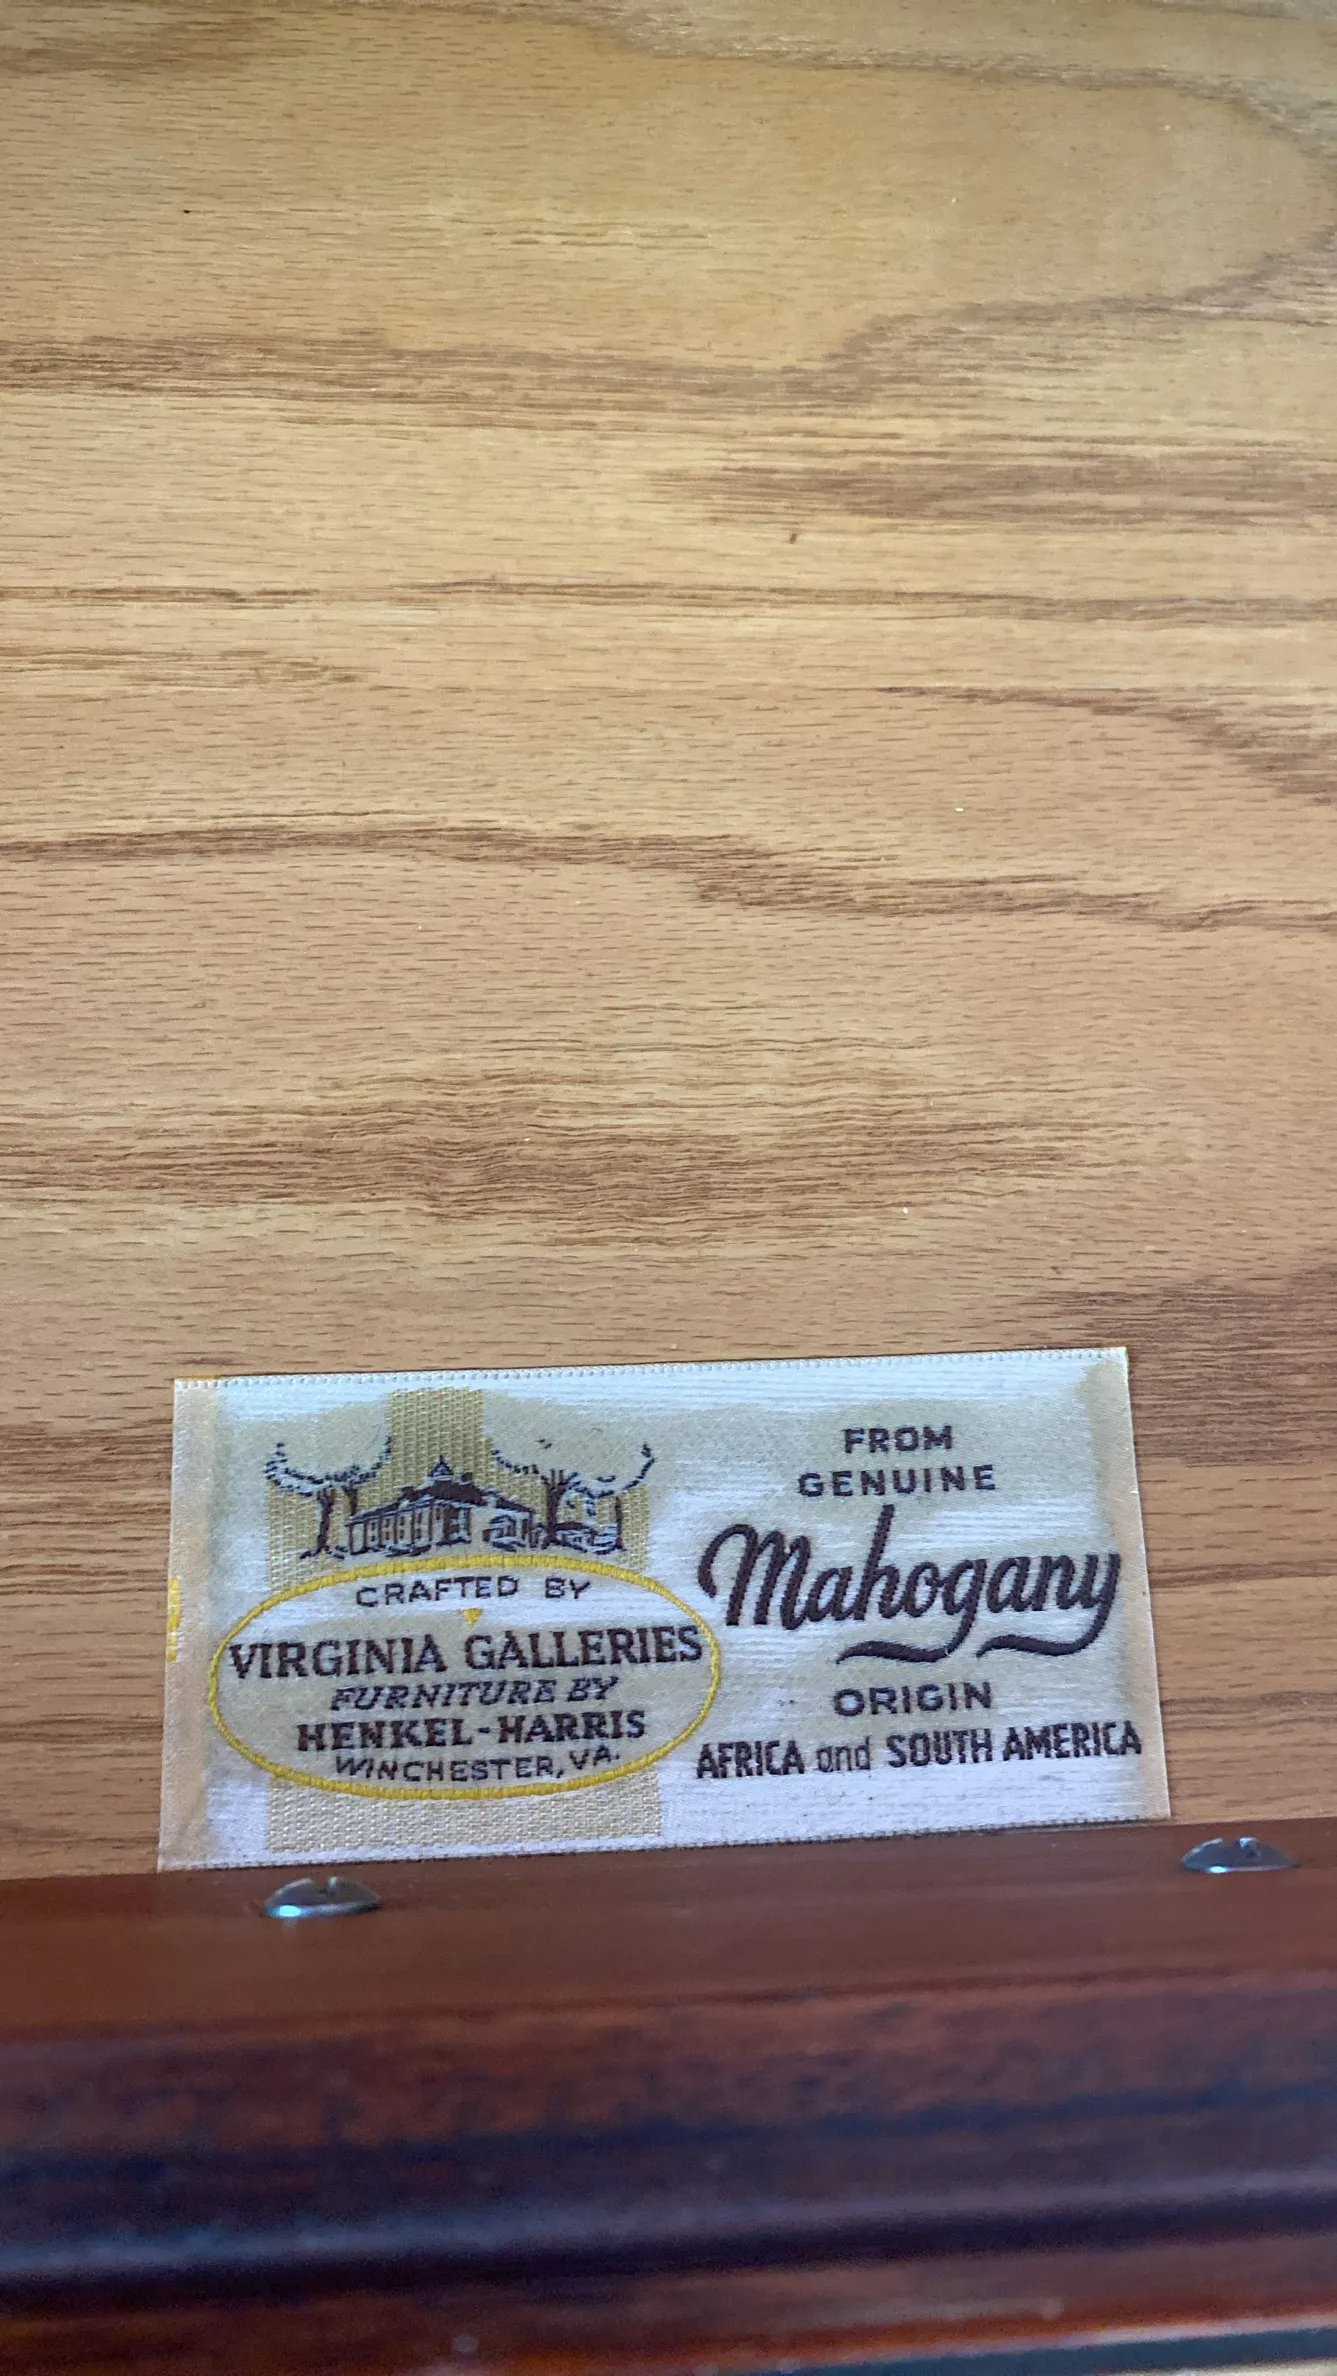 CRAFTED BY
VIRGINIA GALLERIES
FURNITURE BY
HENKEL-HARRIS
WINCHESTER, VA.
FROM
GENUINE
Mahogany
ORIGIN
AFRICA and SOUTH AMERICA